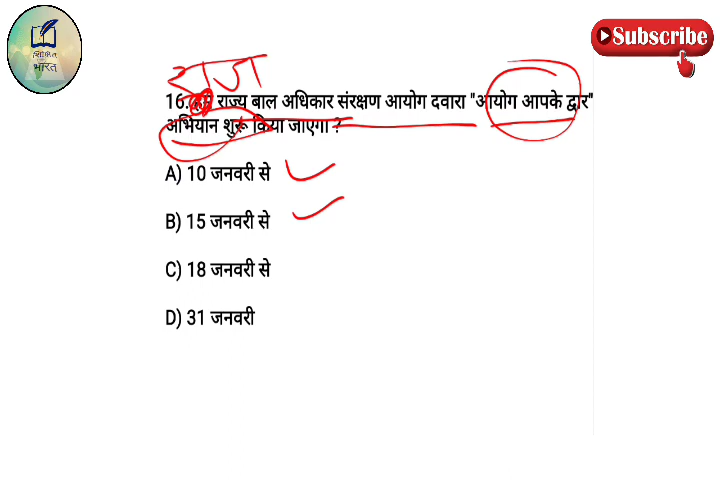 शिक्षित
भारत
Subscribe
राज
16. राज्य बाल अधिकार संरक्षण आयोग दवारा "आयोग आपके द्वार"
अभियान शुरू किया जाएगा ?
A) 10 जनवरी से
B) 15 जनवरी से
C) 18 जनवरी से
D) 31 जनवरी